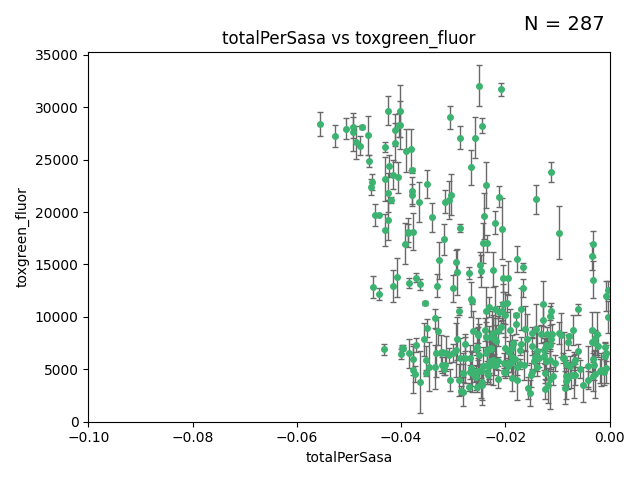 N = 287
totalPerSasa vs toxgreen_fluor
35000
30000
25000
20000
15000
10000
5000
0
toxgreen_fluor
−0.10 −0.08 −0.06 −0.04 −0.02 0.00
totalPerSasa